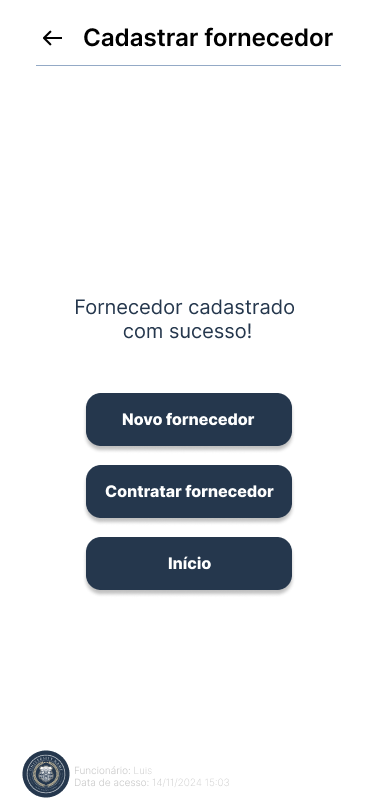 Cadastrar fornecedor
Fornecedor cadastrado
com sucesso!
Novo fornecedor
Contratar fornecedor
Início
Funcionário: Luis
Data de acesso: 14/11/2024 15:03